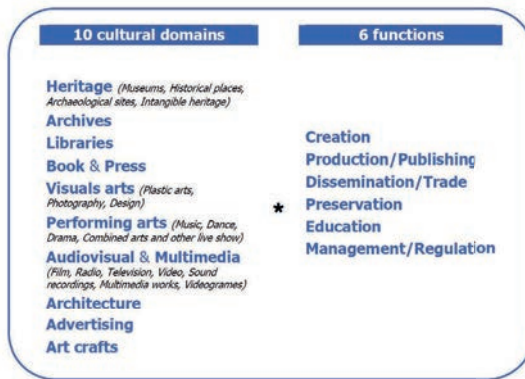 10 cultural domains
Heritage (Museums, Historical places,
Archaeological sites, Intangible heritage)
Archives
Libraries
Book & Press
Visuals arts (Plastic arts,
Photography, Design)
Performing arts (Music, Dance,
Drama, Combined arts and other live show)
Audiovisual & Multimedia
(Film, Radio, Television, Video, Sound
recordings, Multimedia works, Videogrames)
Architecture
Advertising
Art crafts
*
6 functions
Creation
Production/Publishing
Dissemination/Trade
Preservation
Education
Management/Regulation